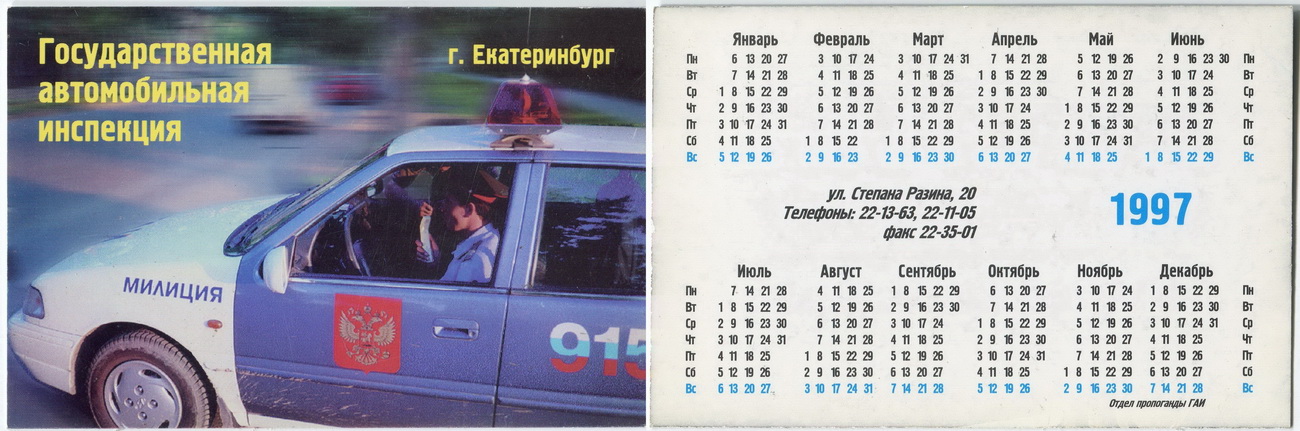 Государственная
автомобильная
инспекция
г. Екатеринбург
МИЛИЦИЯ
915
Январь Февраль Март Апрель Май Июнь
Пн 6 13 20 27 3 10 17 24 3 10 17 24 31 7 14 21 28 5 12 19 26 2 9 16 23 30 Пн
Вт 7 14 21 28 4 11 18 25 4 11 18 25 1 8 15 22 29 6 13 20 27 3 10 17 24 Вт
Ср 1 8 15 22 29 5 12 19 26 5 12 19 26 2 9 16 23 30 7 14 21 28 4 11 18 25 Ср
Чт 2 9 16 23 30 6 13 20 27 6 13 20 27 3 10 17 24 1 8 15 22 29 5 12 19 26 Чт
Пт 3 10 17 24 31 7 14 21 28 7 14 21 28 4 11 18 25 2 9 16 23 30 6 13 20 27 Пт
Сб 4 11 18 25 1 8 15 22 1 8 15 22 29 5 12 19 26 3 10 17 24 31 7 14 21 28 Сб
Вс 5 12 19 26 2 9 16 23 2 9 16 23 30 6 13 20 27 4 11 18 25 1 8 15 22 29 Вс
ул. Степана Разина, 20
Телефоны: 22-13-63, 22-11-05
факс 22-35-01
1997
Июль Август Сентябрь Октябрь Ноябрь Декабрь
Пн 7 14 21 28 4 11 18 25 1 8 15 22 29 6 13 20 27 3 10 17 24 1 8 15 22 29 Пн
Вт 1 8 15 22 29 5 12 19 26 2 9 16 23 30 7 14 21 28 4 11 18 25 2 9 16 23 30 Вт
Ср 2 9 16 23 30 6 13 20 27 3 10 17 24 1 8 15 22 29 5 12 19 26 3 10 17 24 31 Ср
Чт 3 10 17 24 31 7 14 21 28 4 11 18 25 2 9 16 23 30 6 13 20 27 4 11 18 25 Чт
Пт 4 11 18 25 1 8 15 22 29 5 12 19 26 3 10 17 24 31 7 14 21 28 5 12 19 26 Пт
Сб 5 12 19 26 2 9 16 23 30 6 13 20 27 4 11 18 25 1 8 15 22 29 6 13 20 27 Сб
Вс 6 13 20 27 3 10 17 24 31 7 14 21 28 5 12 19 26 2 9 16 23 30 7 14 21 28 Вс
Отдел пропоганды ГАИ